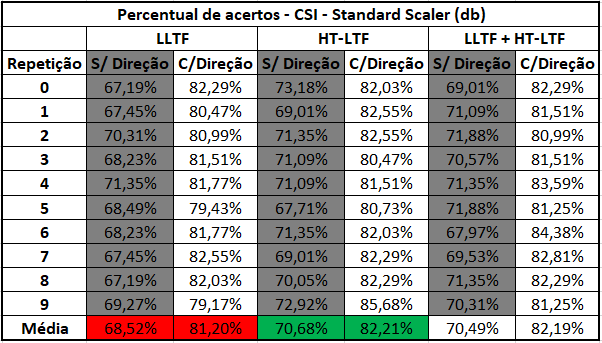 Percentual de acertos - CSI - Standard Scaler (db)
LLTF HT-LTF LLTF + HT-LTF
Repetição S/ Direção C/Direção S/ Direção C/Direção S/ Direção C/Direção
0 67,19% 82,29% 73,18% 82,03% 69,01% 82,29%
1 67,45% 80,47% 69,01% 82,55% 71,09% 81,51%
2 70,31% 80,99% 71,35% 82,55% 71,88% 80,99%
3 68,23% 81,51% 71,09% 80,47% 70,57% 81,51%
4 71,35% 81,77% 71,09% 81,51% 71,35% 83,59%
5 68,49% 79,43% 67,71% 80,73% 71,88% 81,25%
6 68,23% 81,77% 71,35% 82,03% 67,97% 84,38%
7 67,45% 82,55% 69,01% 82,29% 69,53% 82,81%
8 67,19% 82,03% 70,05% 82,29% 71,35% 82,29%
9 69,27% 79,17% 72,92% 85,68% 70,31% 81,25%
Média 68,52% 81,20% 70,68% 82,21% 70,49% 82,19%